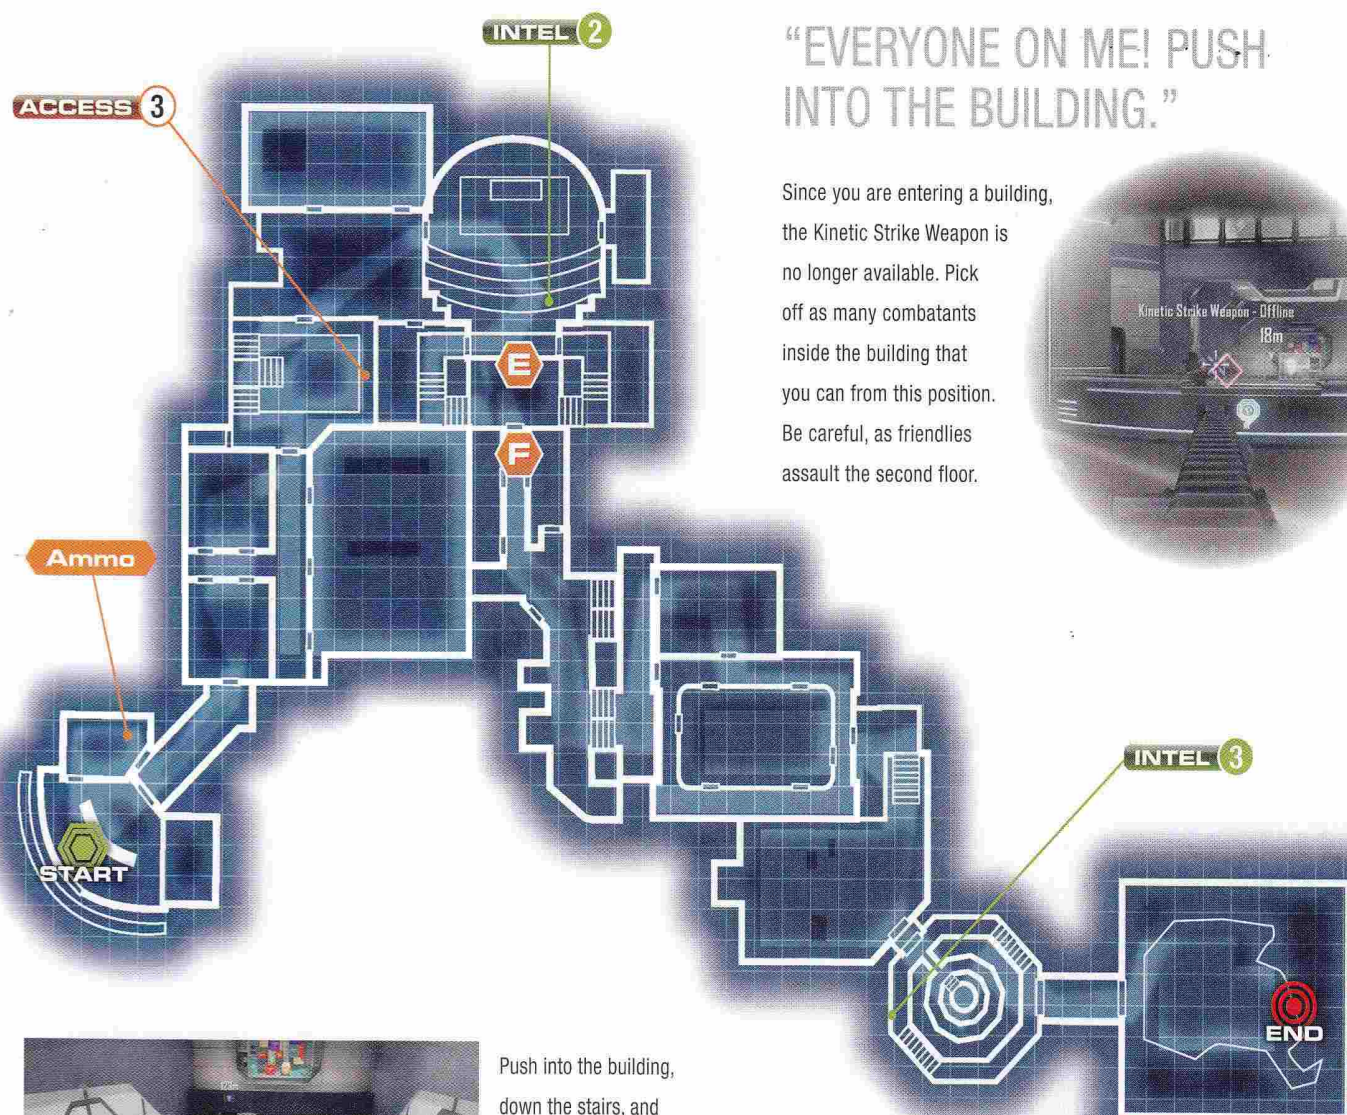 INTEL 2
ACCESS 3
"EVERYONE ON ME! PUSH
INTO THE BUILDING."
Since you are entering a building,
the Kinetic Strike Weapon is
no longer available. Pick
off as many combatants
inside the building that
you can from this position.
Be careful, as friendlies
assault the second floor.
Kinetic Strike Weapon - Offline
18m
E
F
Ammo
START
INTEL 3
END
Push into the building,
down the stairs, and